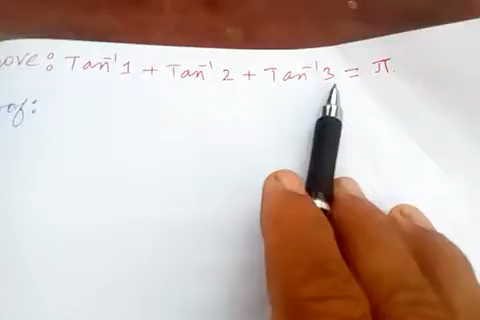 ove: Tan⁻¹1 + Tan⁻¹2 + Tan⁻¹3 = π.
of: